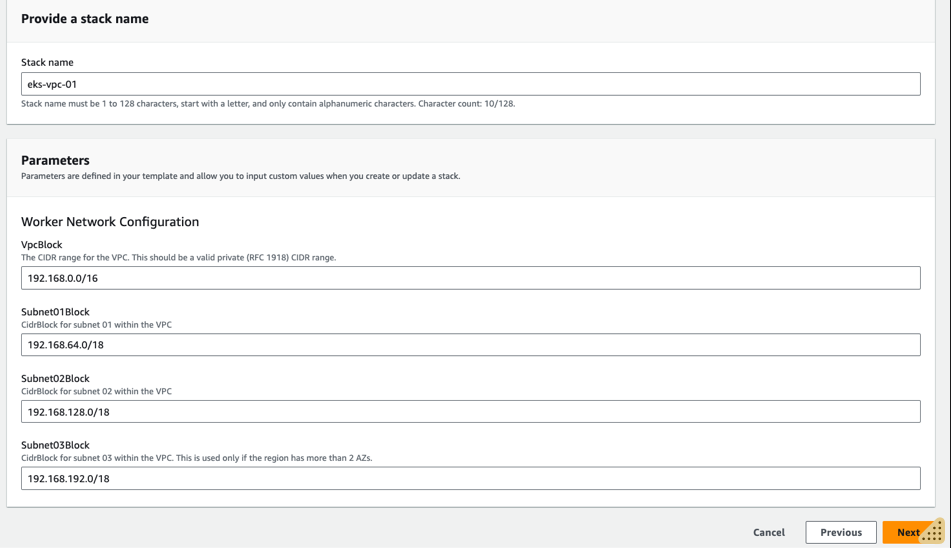 Provide a stack name
Stack name
eks-vpc-01
Stack name must be 1 to 128 characters, start with a letter, and only contain alphanumeric characters. Character count: 10/128.
Parameters
Parameters are defined in your template and allow you to input custom values when you create or update a stack.
Worker Network Configuration
VpcBlock
The CIDR range for the VPC. This should be a valid private (RFC 1918) CIDR range.
192.168.0.0/16
Subnet01Block
CidrBlock for subnet 01 within the VPC
192.168.64.0/18
Subnet02Block
CidrBlock for subnet 02 within the VPC
192.168.128.0/18
Subnet03Block
CidrBlock for subnet 03 within the VPC. This is used only if the region has more than 2 AZs.
192.168.192.0/18
Cancel Previous Next